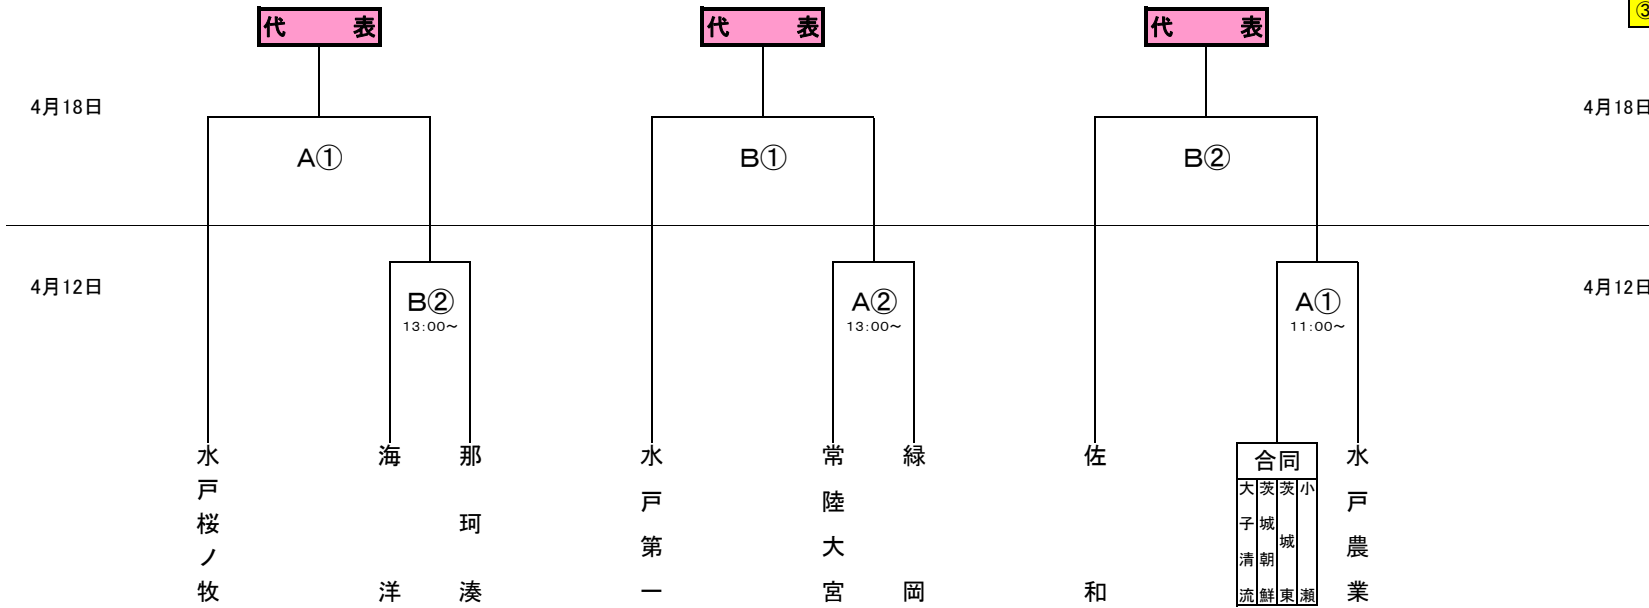 代 表
代 表
代 表
③
4月18日
4月18日
A①
B①
B②
4月12日
4月12日
B②
13:00～
A②
13:00～
A①
11:00～
水戸桜ノ牧
海洋
那珂湊
水戸第一
常陸大宮
緑岡
佐和
合同
大子清流
茨城朝鮮
茨城東
小瀬
水戸農業